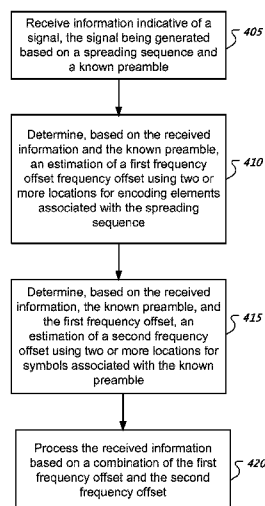 Receive information indicative of a
signal, the signal being generated
based on a spreading sequence and
a known preamble
405
Determine, based on the received
information and the known preamble,
an estimation of a first frequency
offset frequency offset using two or
more locations for encoding elements
associated with the spreading
sequence
410
Determine, based on the received
information, the known preamble, and
the first frequency offset, an
estimation of a second frequency
offset using two or more locations for
symbols associated with the known
preamble
415
Process the received information
based on a combination of the first
frequency offset and the second
frequency offset
420